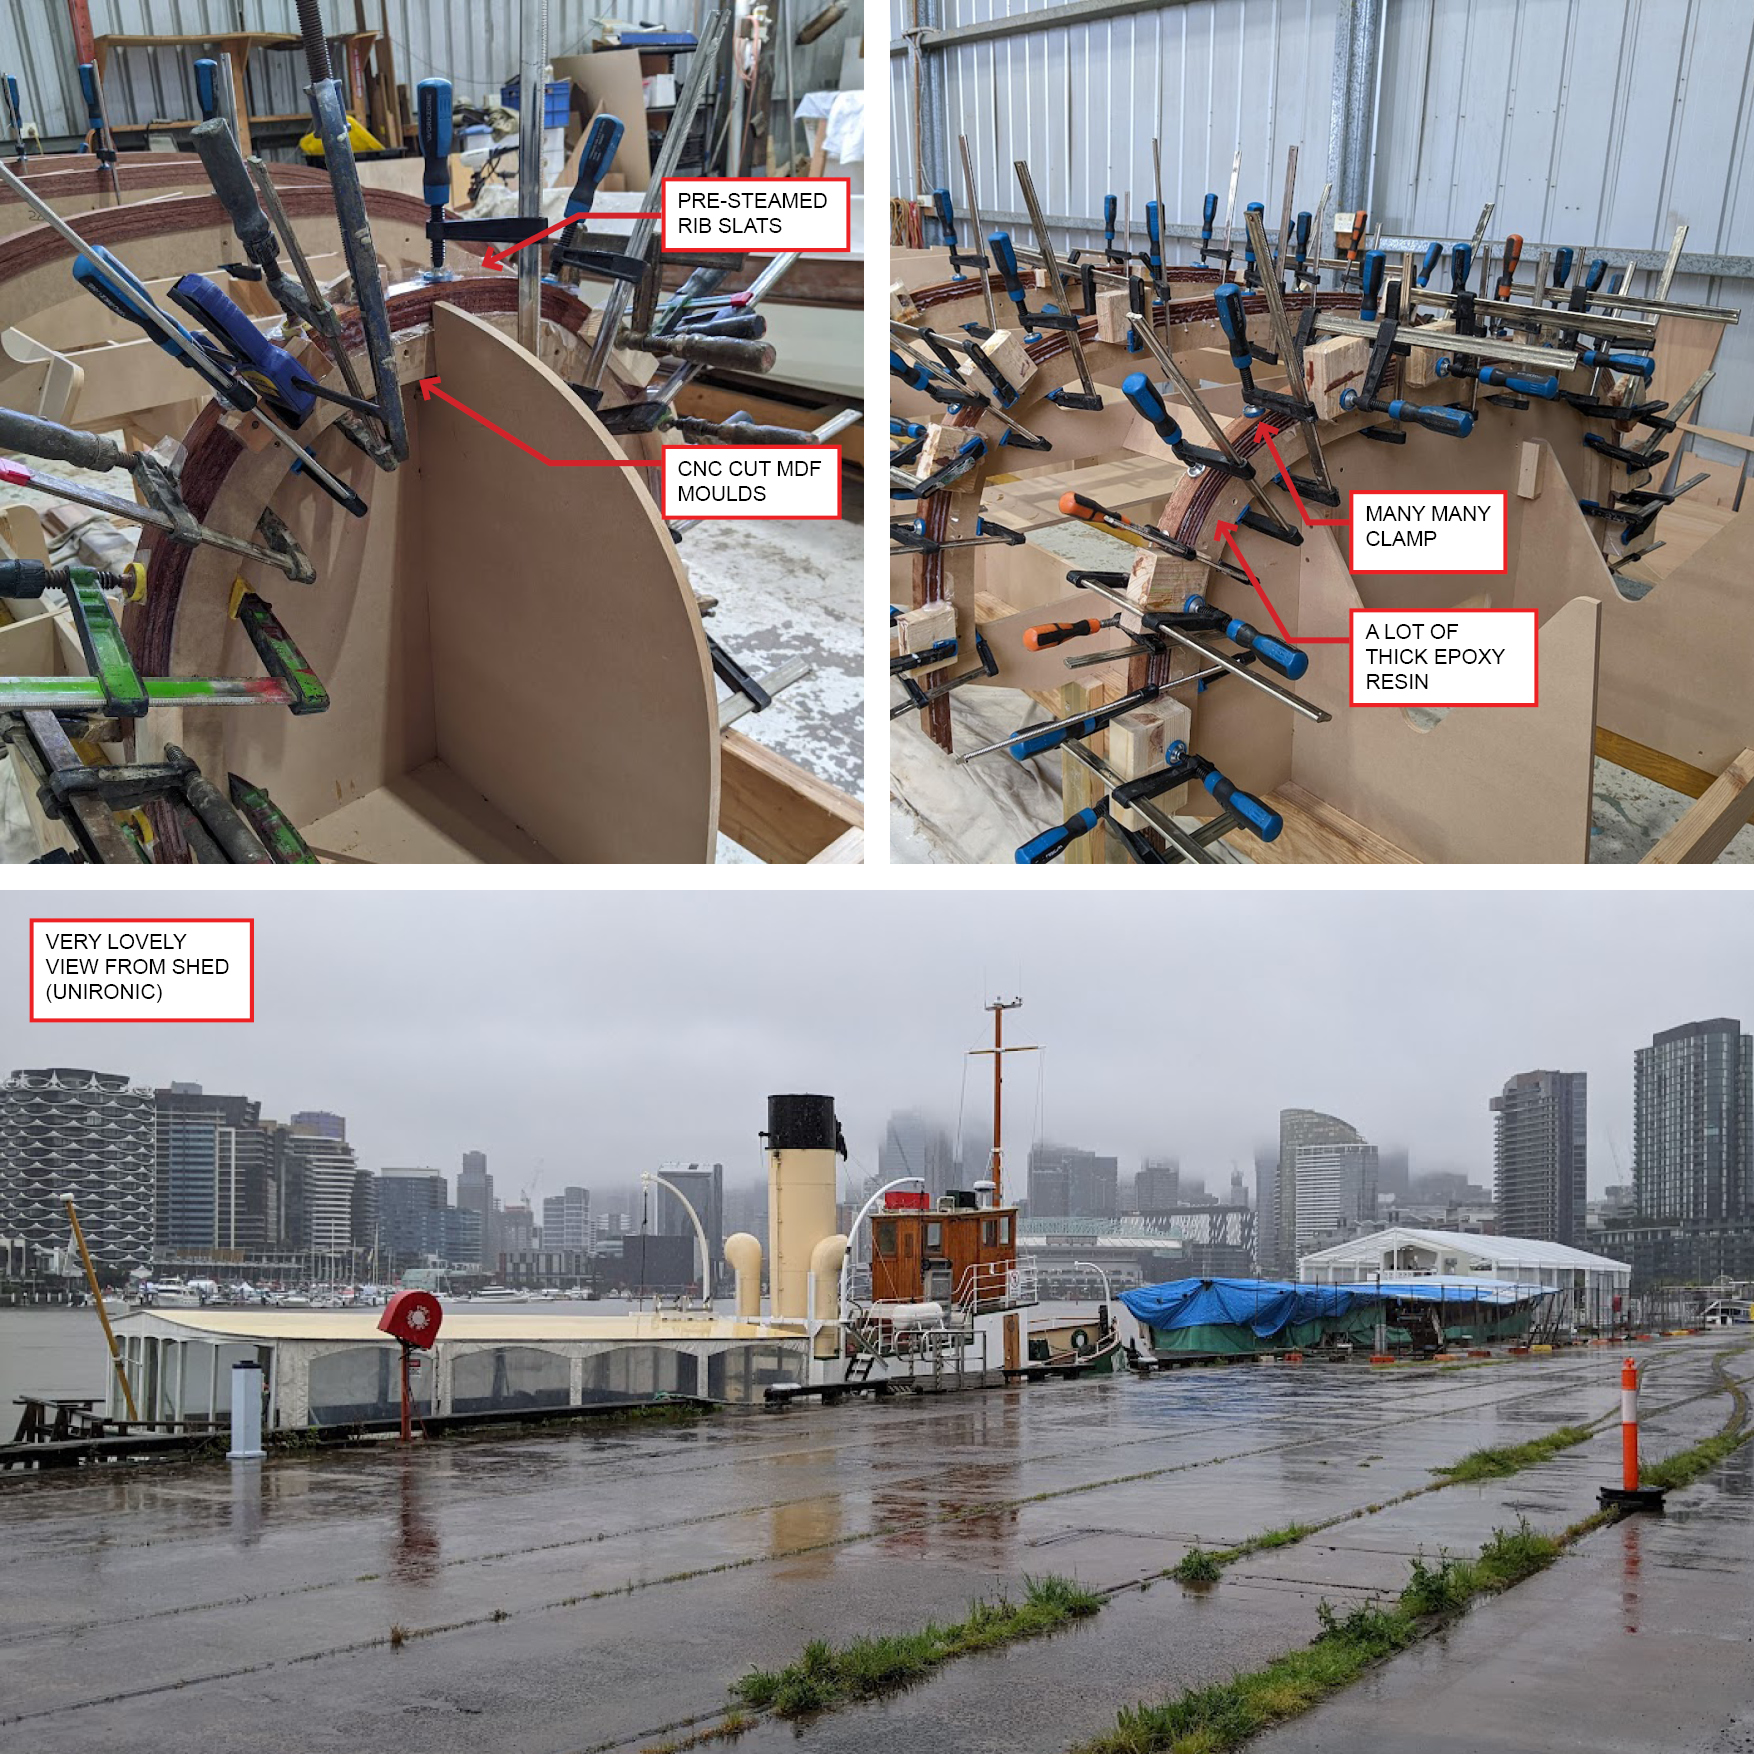 PRE-STEAMED
RIB SLATS
CNC CUT MDF
MOULDS
MANY MANY
CLAMP
A LOT OF
THICK EPOXY
RESIN
VERY LOVELY
VIEW FROM SHED
(UNIRONIC)